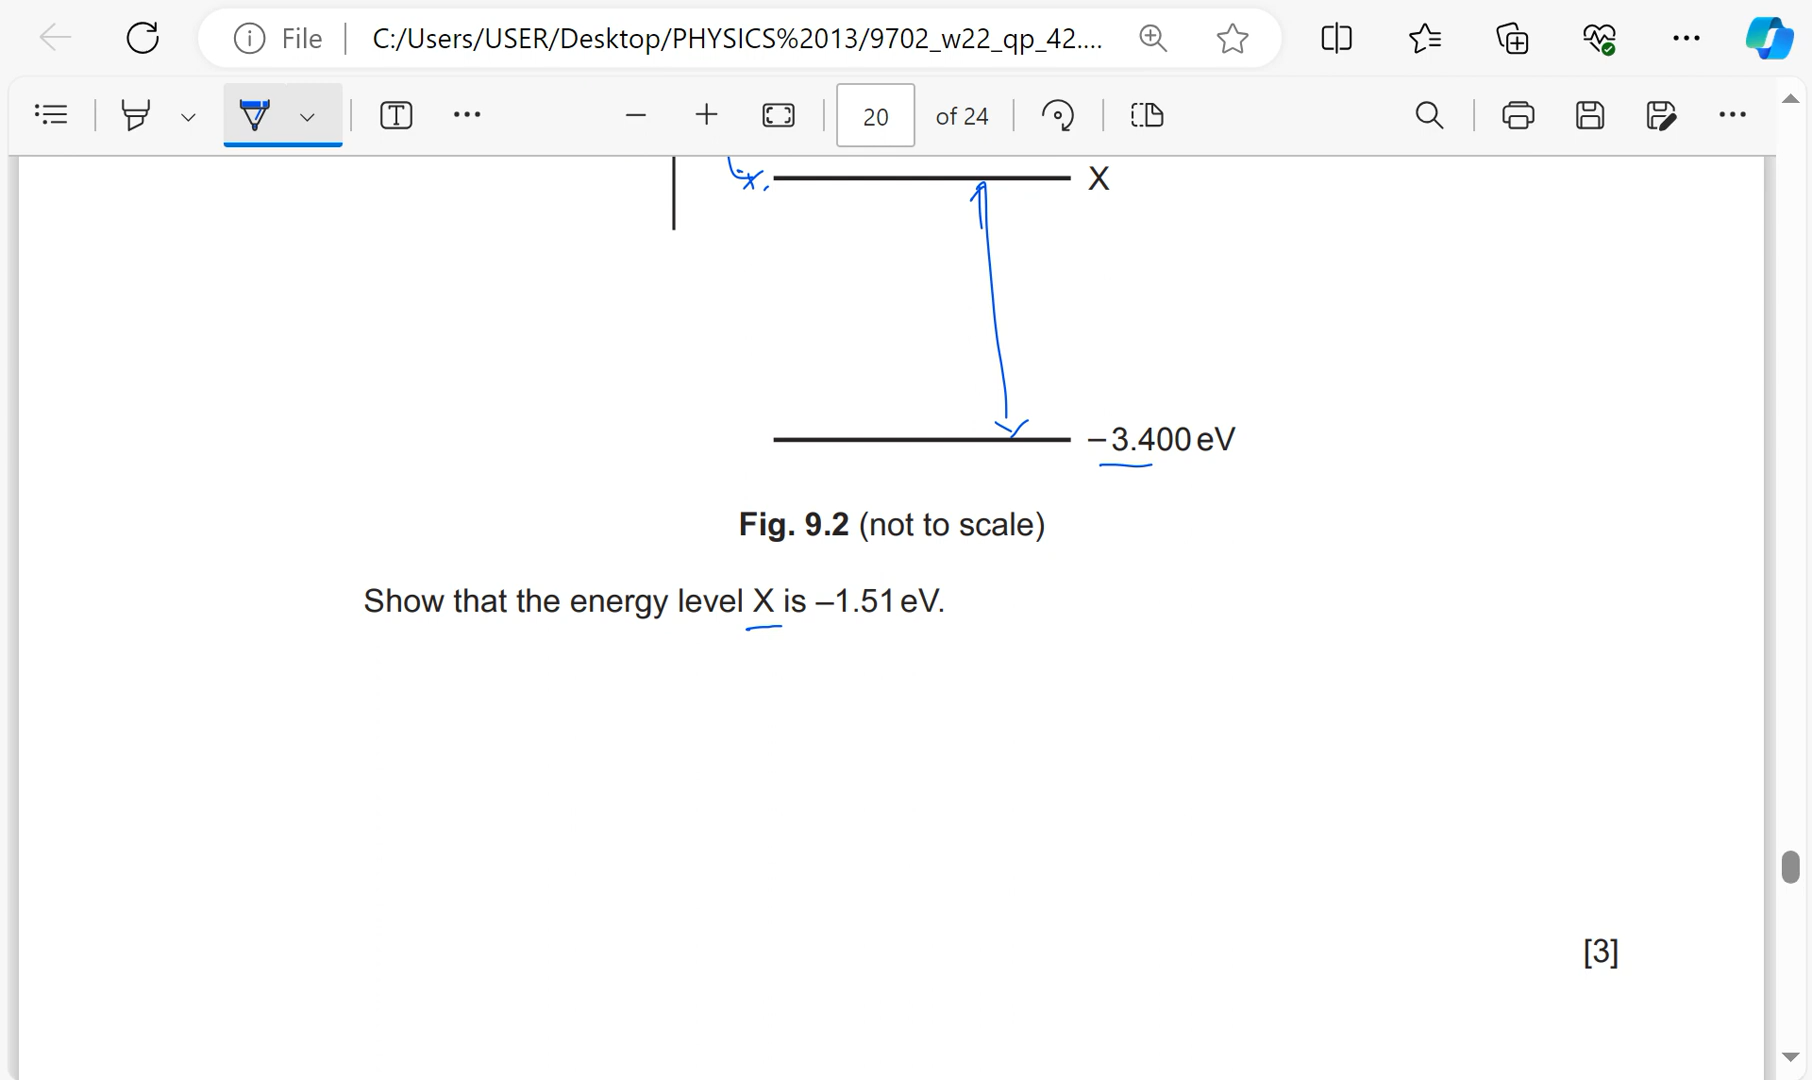 File
C:/Users/USER/Desktop/PHYSICS%2013/9702_w22_qp_42....
T
20 of 24
x.
X
–3.400 eV
Fig. 9.2 (not to scale)
Show that the energy level X is –1.51 eV.
[3]